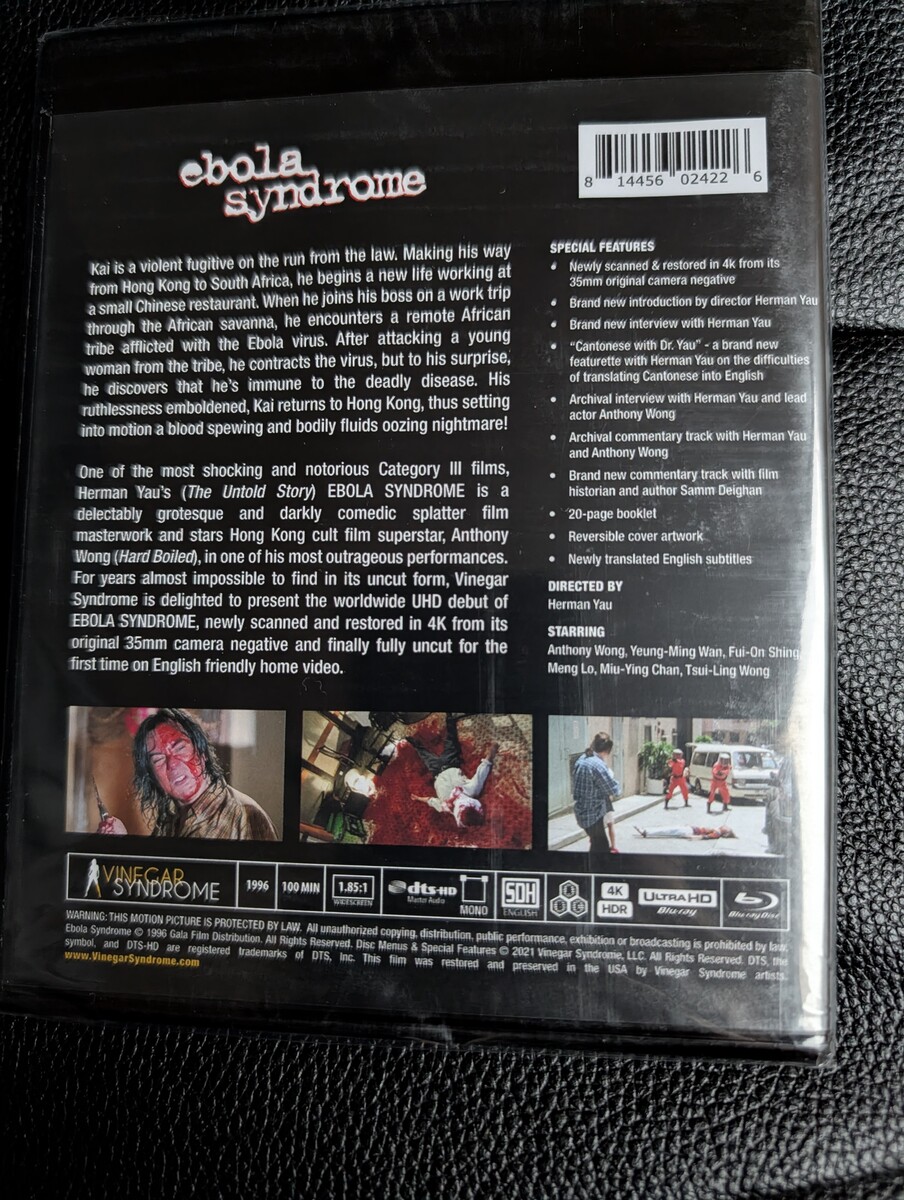 ebola
syndrome
8 14456 02422 6
Kai is a violent fugitive on the run from the law. Making his way
from Hong Kong to South Africa, he begins a new life working at
a small Chinese restaurant. When he joins his boss on a work trip
through the African savanna, he encounters a remote African
tribe afflicted with the Ebola virus. After attacking a young
woman from the tribe, he contracts the virus, but to his surprise,
he discovers that he's immune to the deadly disease. His
ruthlessness emboldened, Kai returns to Hong Kong, thus setting
into motion a blood spewing and bodily fluids oozing nightmare!
One of the most shocking and notorious Category III films,
Herman Yau's (The Untold Story) EBOLA SYNDROME is a
delectably grotesque and darkly comedic splatter film
masterwork and stars Hong Kong cult film superstar, Anthony
Wong (Hard Boiled), in one of his most outrageous performances.
For years almost impossible to find in its uncut form, Vinegar
Syndrome is delighted to present the worldwide UHD debut of
EBOLA SYNDROME, newly scanned and restored in 4K from its
original 35mm camera negative and finally fully uncut for the
first time on English friendly home video.
SPECIAL FEATURES
• Newly scanned & restored in 4k from its
35mm original camera negative
• Brand new introduction by director Herman Yau
• Brand new interview with Herman Yau
• "Cantonese with Dr. Yau" - a brand new
featurette with Herman Yau on the difficulties
of translating Cantonese into English
• Archival interview with Herman Yau and lead
actor Anthony Wong
• Archival commentary track with Herman Yau
and Anthony Wong
• Brand new commentary track with film
historian and author Samm Deighan
• 20-page booklet
• Reversible cover artwork
• Newly translated English subtitles
DIRECTED BY
Herman Yau
STARRING
Anthony Wong, Yeung-Ming Wan, Fui-On Shing,
Meng Lo, Miu-Ying Chan, Tsui-Ling Wong
VINEGAR
SYNDROME
1996
100 MIN
1.85:1
WIDESCREEN
dts-HD
Master Audio
MONO
SDH
ENGLISH
4K
HDR
ULTRA HD
Blu-ray
Blu-ray Disc
WARNING: THIS MOTION PICTURE IS PROTECTED BY LAW. All unauthorized copying, distribution, public performance, exhibition or broadcasting is prohibited by law.
Ebola Syndrome © 1996 Gala Film Distribution. All Rights Reserved. Disc Menus & Special Features © 2021 Vinegar Syndrome, LLC. All Rights Reserved. DTS, the
symbol, and DTS-HD are registered trademarks of DTS, Inc. This film was restored and preserved in the USA by Vinegar Syndrome artists.
www.VinegarSyndrome.com